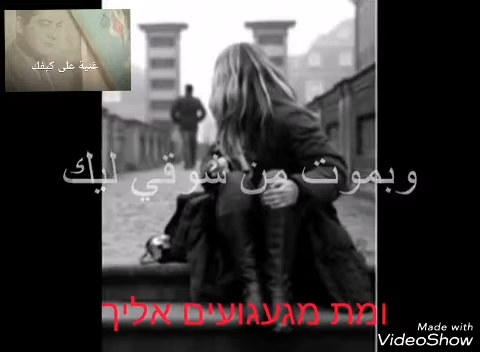 غنية على كيفك
وبموت من شوقي ليك
ומת מגעגועים אליך
Made with
VideoShow